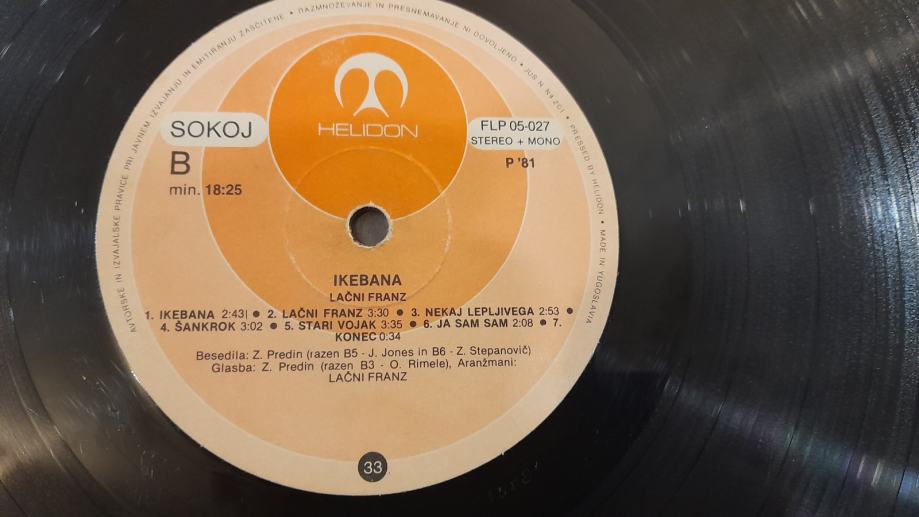 AVTORSKE IN IZVAJALSKE PRAVICE PRI JAVNEM IZVAJANJU IN EMITIRANJU ZAŠČITENE • RAZMNOŽEVANJE IN PRESNEMAVANJE NI DOVOLJENO • JUS N N4 201 • PRESSED BY HELIDON • MADE IN YUGOSLAVIA
HELIDON
SOKOJ
B
min. 18:25
FLP 05-027
STEREO + MONO
P '81
IKEBANA
LAČNI FRANZ
1. IKEBANA 2:43 ● 2. LAČNI FRANZ 3:30 ● 3. NEKAJ LEPLJIVEGA 2:53 ●
4. ŠANKROK 3:02 ● 5. STARI VOJAK 3:35 ● 6. JA SAM SAM 2:08 ● 7.
KONEC 0:34
Besedila: Z. Predin (razen B5 - J. Jones in B6 - Z. Stepanovič)
Glasba: Z. Predin (razen B3 - O. Rimele), Aranžmani:
LAČNI FRANZ
33